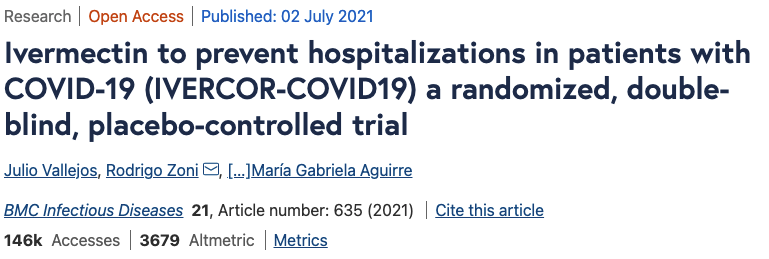 Research | Open Access | Published: 02 July 2021
Ivermectin to prevent hospitalizations in patients with
COVID-19 (IVERCOR-COVID19) a randomized, double-
blind, placebo-controlled trial
Julio Vallejos, Rodrigo Zoni, [...]María Gabriela Aguirre
BMC Infectious Diseases 21, Article number: 635 (2021) | Cite this article
146k Accesses | 3679 Altmetric | Metrics